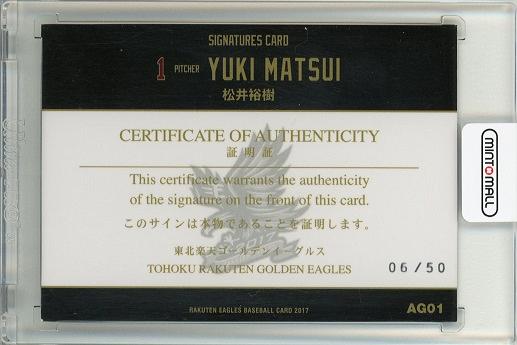 SIGNATURES CARD
1 PITCHER YUKI MATSUI
松井裕樹
CERTIFICATE OF AUTHENTICITY
証明証
This certificate warrants the authenticity
of the signature on the front of this card.
このサインは本物であることを証明します。
東北楽天ゴールデンイーグルス
TOHOKU RAKUTEN GOLDEN EAGLES
06/50
RAKUTEN EAGLES BASEBALL CARD 2017
AG01
MINT MALL